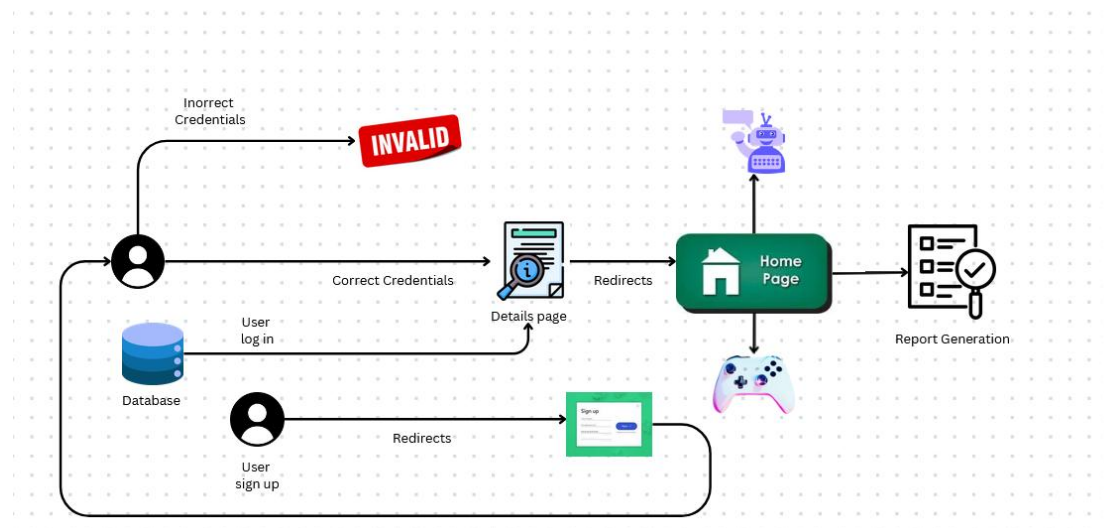 Inorrect
Credentials
INVALID
Correct Credentials
Details page
Redirects
Home
Page
Report Generation
User
log in
Database
Redirects
User
sign up
Sign up